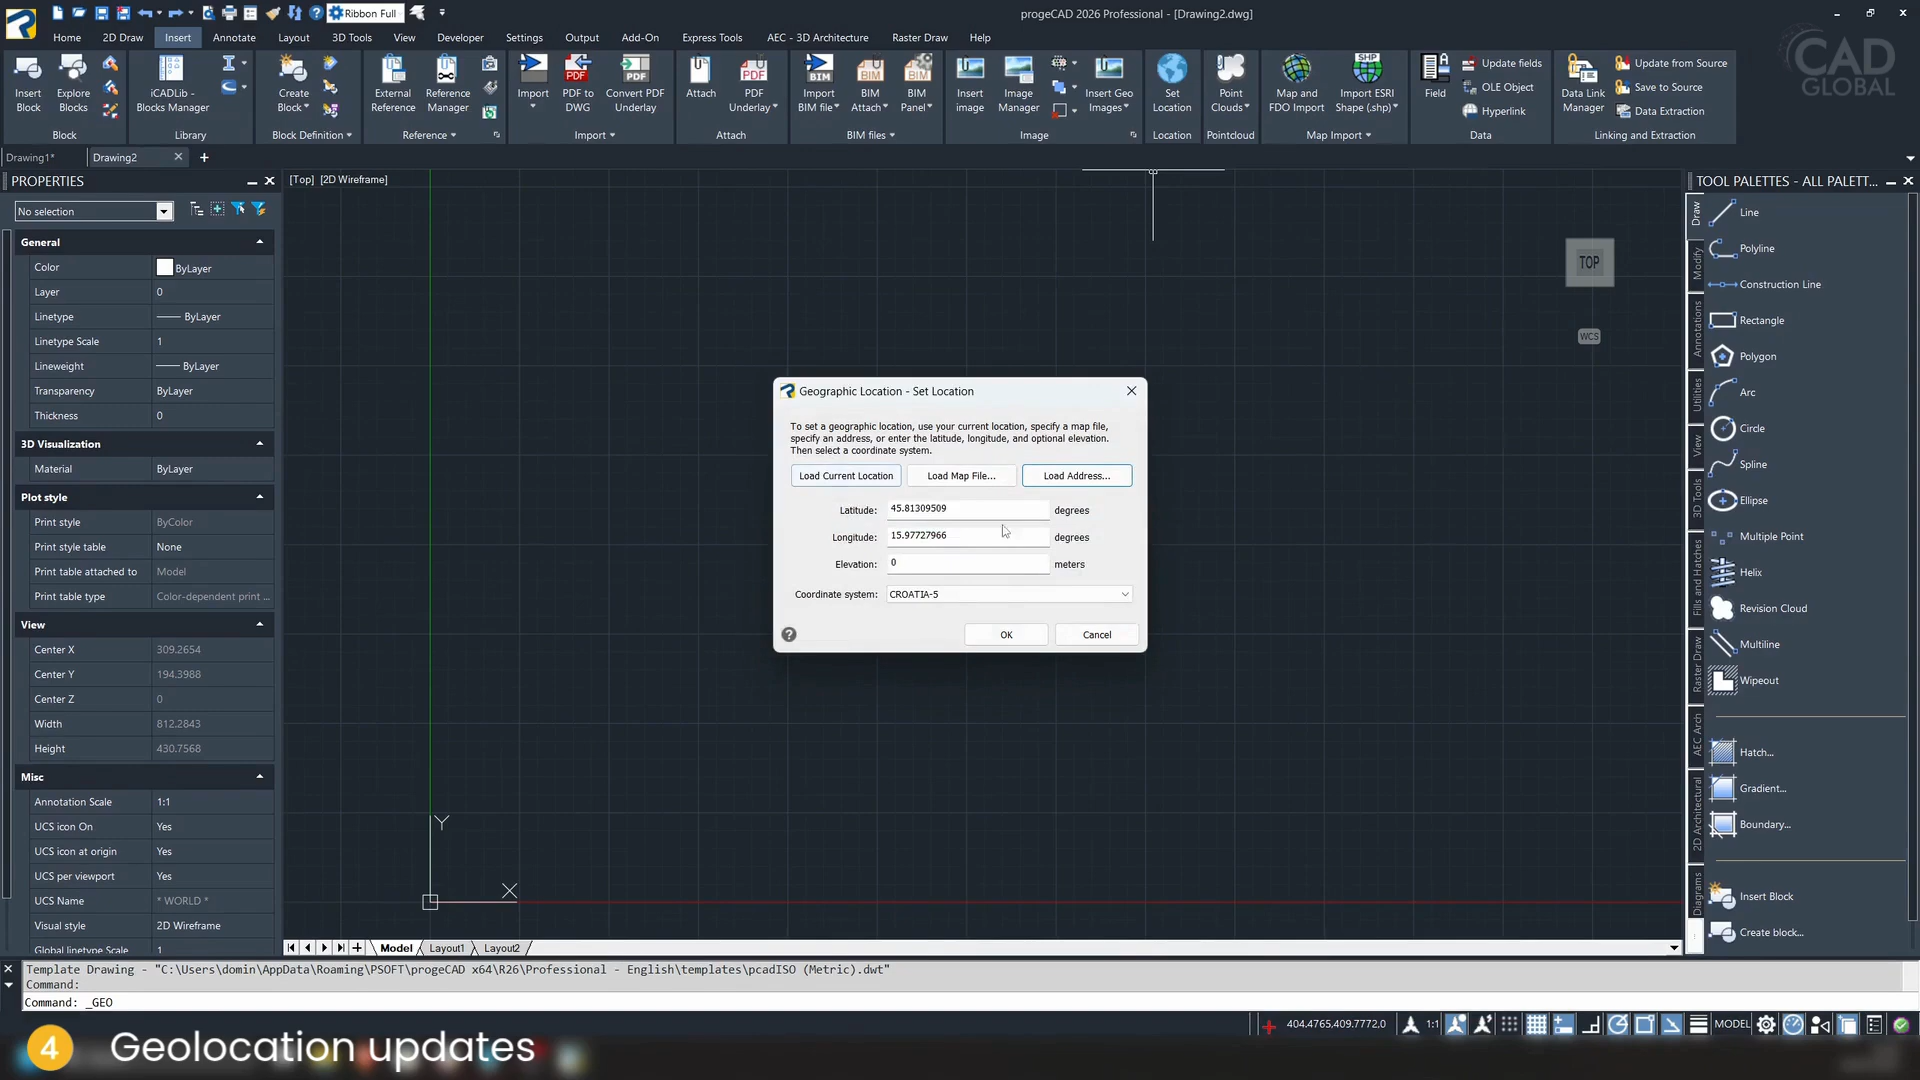 Ribbon Full
progeCAD 2026 Professional - [Drawing2.dwg]
Home
2D Draw
Insert
Annotate
Layout
3D Tools
View
Developer
Settings
Output
Add-On
Express Tools
AEC - 3D Architecture
Raster Draw
Help
CAD
GLOBAL
Insert
Block
Explore
Blocks
Block
iCADLib -
Blocks Manager
Library
Create
Block
Block Definition
External
Reference
Reference
Manager
Reference
Import
PDF to
DWG
Convert PDF
Underlay
Import
Attach
PDF
Underlay
Attach
Import
BIM file
BIM
Attach
BIM
Panel
BIM files
Insert
image
Image
Manager
Insert Geo
Images
Image
Set
Location
Location
Point
Clouds
Pointcloud
Map and
FDO Import
Import ESRI
Shape (.shp)
Map Import
Field
Update fields
OLE Object
Hyperlink
Data
Data Link
Manager
Update from Source
Save to Source
Data Extraction
Linking and Extraction
Drawing1*
Drawing2
PROPERTIES
No selection
General
Color ByLayer
Layer 0
Linetype ByLayer
Linetype Scale 1
Lineweight ByLayer
Transparency ByLayer
Thickness 0
3D Visualization
Material ByLayer
Plot style
Print style ByColor
Print style table None
Print table attached to Model
Print table type Color-dependent print ...
View
Center X 309.2654
Center Y 194.3988
Center Z 0
Width 812.2843
Height 430.7568
Misc
Annotation Scale 1:1
UCS icon On Yes
UCS icon at origin Yes
UCS per viewport Yes
UCS Name * WORLD *
Visual style 2D Wireframe
Global linetype Scale 1
[Top] [2D Wireframe]
TOP
WCS
Y
X
Geographic Location - Set Location
To set a geographic location, use your current location, specify a map file,
specify an address, or enter the latitude, longitude, and optional elevation.
Then select a coordinate system.
Load Current Location
Load Map File...
Load Address...
Latitude: 45.81309509 degrees
Longitude: 15.97727966 degrees
Elevation: 0 meters
Coordinate system: CROATIA-5
OK
Cancel
TOOL PALETTES - ALL PALETT...
Draw
Modify
Annotations
Utilities
View
3D Tools
Fills and Hatches
Raster Draw
AEC Arch
2D Architectural
Diagrams
Line
Polyline
Construction Line
Rectangle
Polygon
Arc
Circle
Spline
Ellipse
Multiple Point
Helix
Revision Cloud
Multiline
Wipeout
Hatch...
Gradient...
Boundary...
Insert Block
Create block...
Model
Layout1
Layout2
Template Drawing - "C:\Users\domin\AppData\Roaming\PSOFT\progeCAD x64\R26\Professional - English\templates\pcadISO (Metric).dwt"
Command:
Command: _GEO
404.4765,409.7772,0
1:1
MODEL
4
Geolocation updates